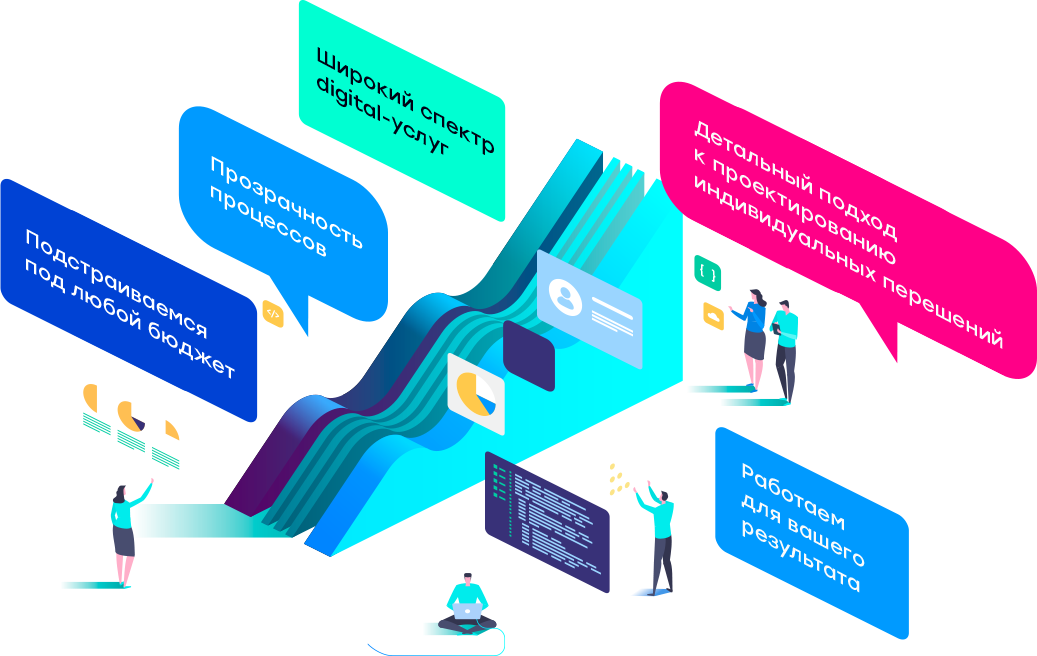 Широкий спектр
digital-услуг
Детальный подход
к проектированию
индивидуальных перешений
Прозрачность
процессов
Подстраиваемся
под любой бюджет
{ }
</>
Работаем
для вашего
результата